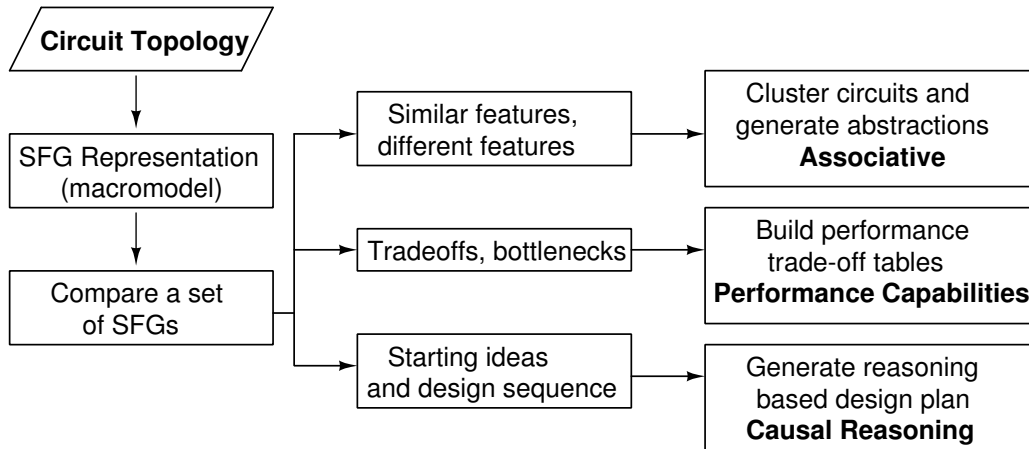 Circuit Topology
SFG Representation
(macromodel)
Compare a set
of SFGs
Similar features,
different features
Tradeoffs, bottlenecks
Starting ideas
and design sequence
Cluster circuits and
generate abstractions
Associative
Build performance
trade-off tables
Performance Capabilities
Generate reasoning
based design plan
Causal Reasoning